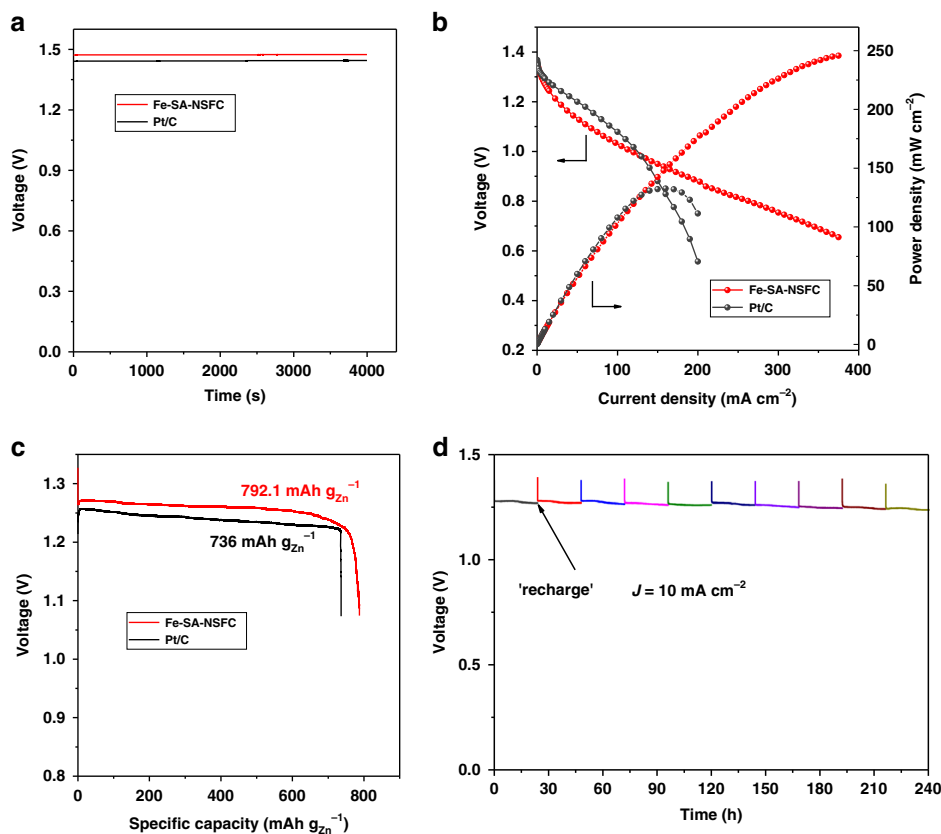 a
1.5
1.2
0.9
0.6
0.3
0.0
Voltage (V)
Fe-SA-NSFC
Pt/C
0 1000 2000 3000 4000
Time (s)
b
1.4
1.2
1.0
0.8
0.6
0.4
0.2
Voltage (V)
250
200
150
100
50
0
Power density (mW cm⁻²)
Fe-SA-NSFC
Pt/C
0 100 200 300 400
Current density (mA cm⁻²)
c
1.3
1.2
1.1
1.0
0.9
0.8
Voltage (V)
792.1 mAh gZn⁻¹
736 mAh gZn⁻¹
Fe-SA-NSFC
Pt/C
0 200 400 600 800
Specific capacity (mAh gZn⁻¹)
d
1.5
1.0
0.5
0.0
Voltage (V)
'recharge' J = 10 mA cm⁻²
0 30 60 90 120 150 180 210 240
Time (h)